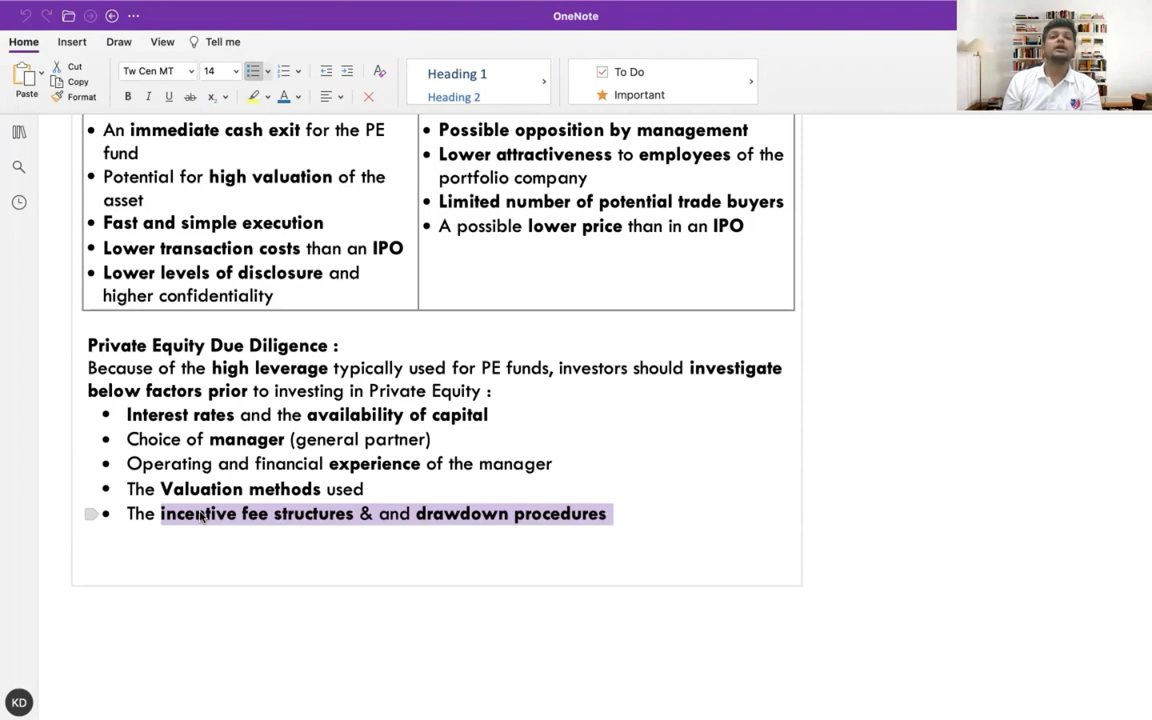 OneNote
Home Insert Draw View Tell me
Paste
Cut
Copy
Format
Tw Cen MT 14
B I U ab x₂ A
Heading 1
Heading 2
To Do
Important
• An immediate cash exit for the PE
fund
• Potential for high valuation of the
asset
• Fast and simple execution
• Lower transaction costs than an IPO
• Lower levels of disclosure and
higher confidentiality
• Possible opposition by management
• Lower attractiveness to employees of the
portfolio company
• Limited number of potential trade buyers
• A possible lower price than in an IPO
Private Equity Due Diligence :
Because of the high leverage typically used for PE funds, investors should investigate
below factors prior to investing in Private Equity :
• Interest rates and the availability of capital
• Choice of manager (general partner)
• Operating and financial experience of the manager
• The Valuation methods used
• The incentive fee structures & and drawdown procedures
KD